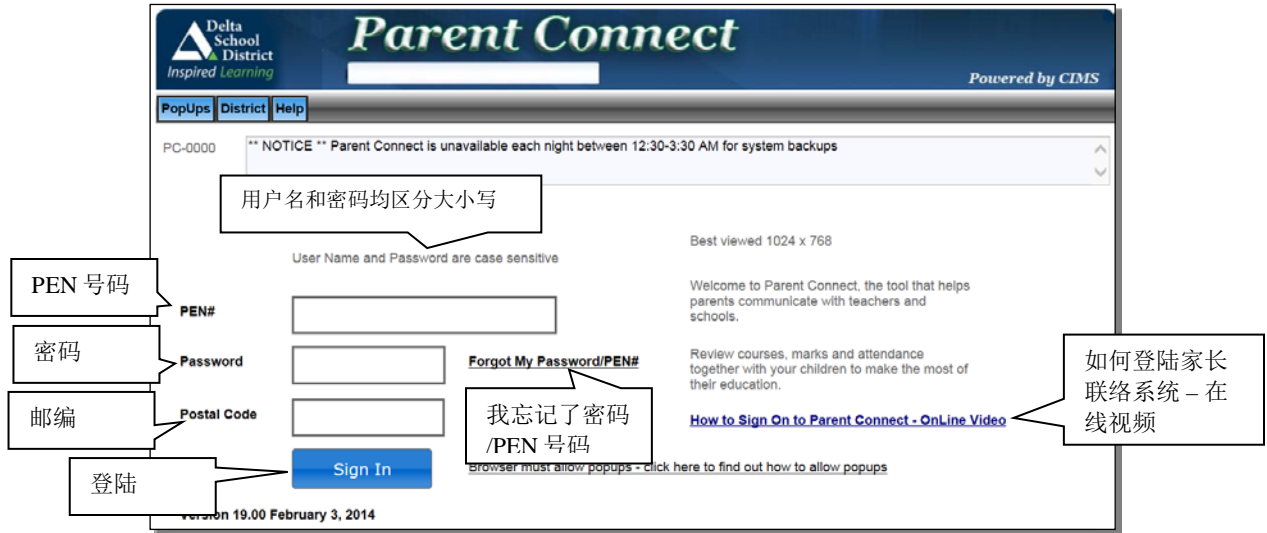 Delta
School
District
Inspired Learning
Parent Connect
Powered by CIMS
PopUps District Help
PC-0000
** NOTICE ** Parent Connect is unavailable each night between 12:30-3:30 AM for system backups
用户名和密码均区分大小写
User Name and Password are case sensitive
Best viewed 1024 x 768
PEN 号码
PEN#
Welcome to Parent Connect, the tool that helps
parents communicate with teachers and
schools.
密码
Password
Forgot My Password/PEN#
Review courses, marks and attendance
together with your children to make the most of
their education.
如何登陆家长
联络系统 – 在
线视频
邮编
Postal Code
我忘记了密码
/PEN 号码
How to Sign On to Parent Connect - OnLine Video
登陆
Sign In
Browser must allow popups - click here to find out how to allow popups
Version 19.00 February 3, 2014